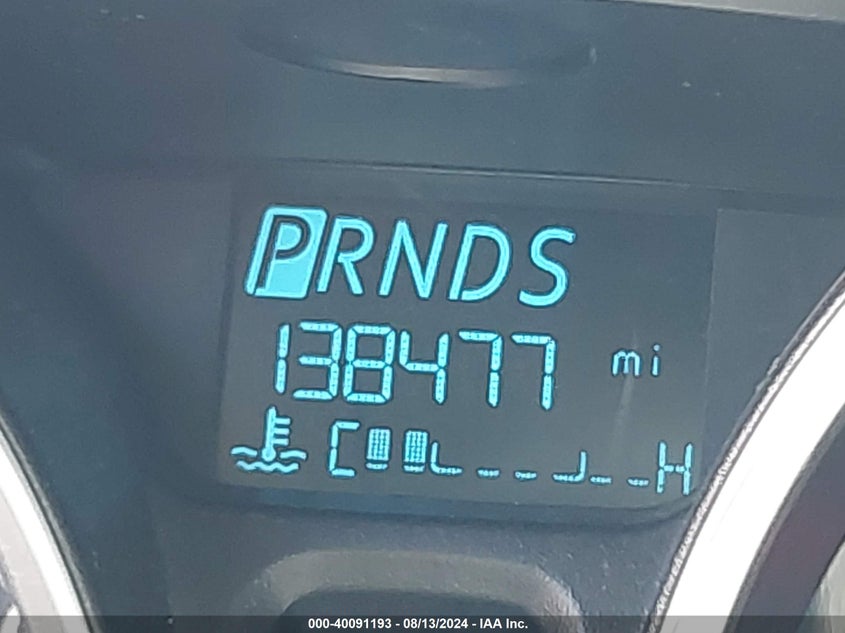 PRNDS
138477 mi
C H
000-40091193 - 08/13/2024 - IAA Inc.